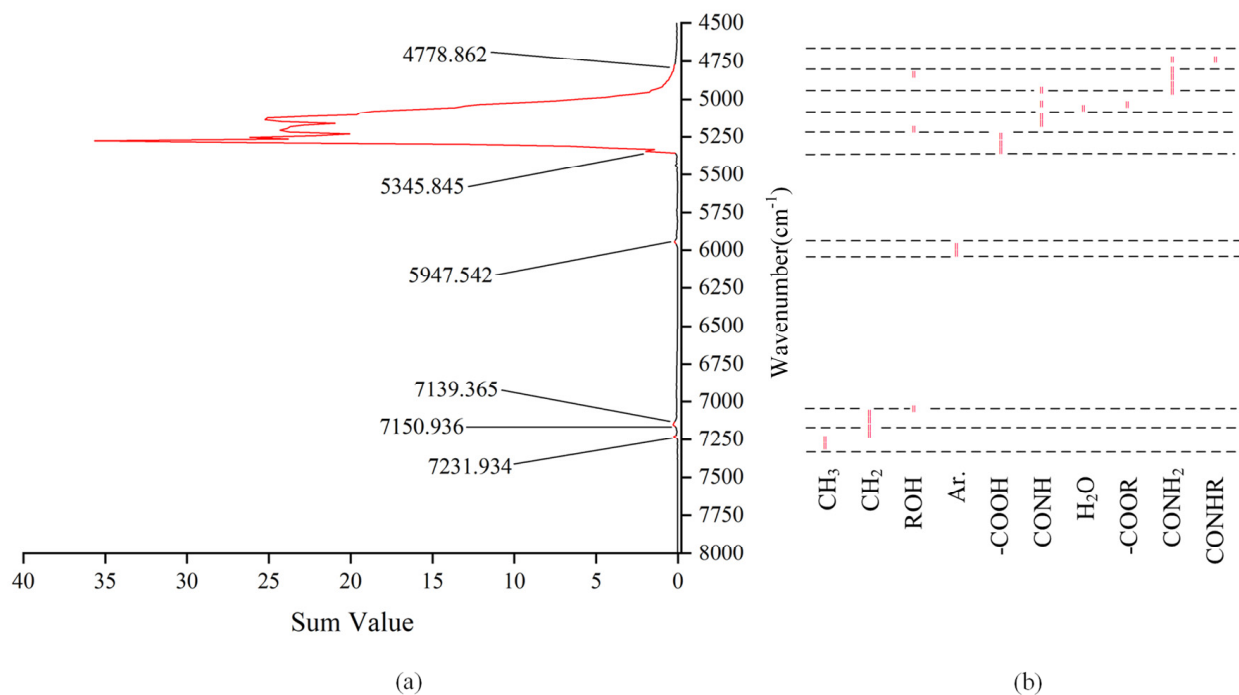 4500
4750
5000
5250
5500
5750
6000
6250
6500
6750
7000
7250
7500
7750
8000
Wavenumber(cm⁻¹)
4778.862
5345.845
5947.542
7139.365
7150.936
7231.934
40 35 30 25 20 15 10 5 0
Sum Value
CH₃
CH₂
ROH
Ar.
-COOH
CONH
H₂O
-COOR
CONH₂
CONHR
(a)
(b)